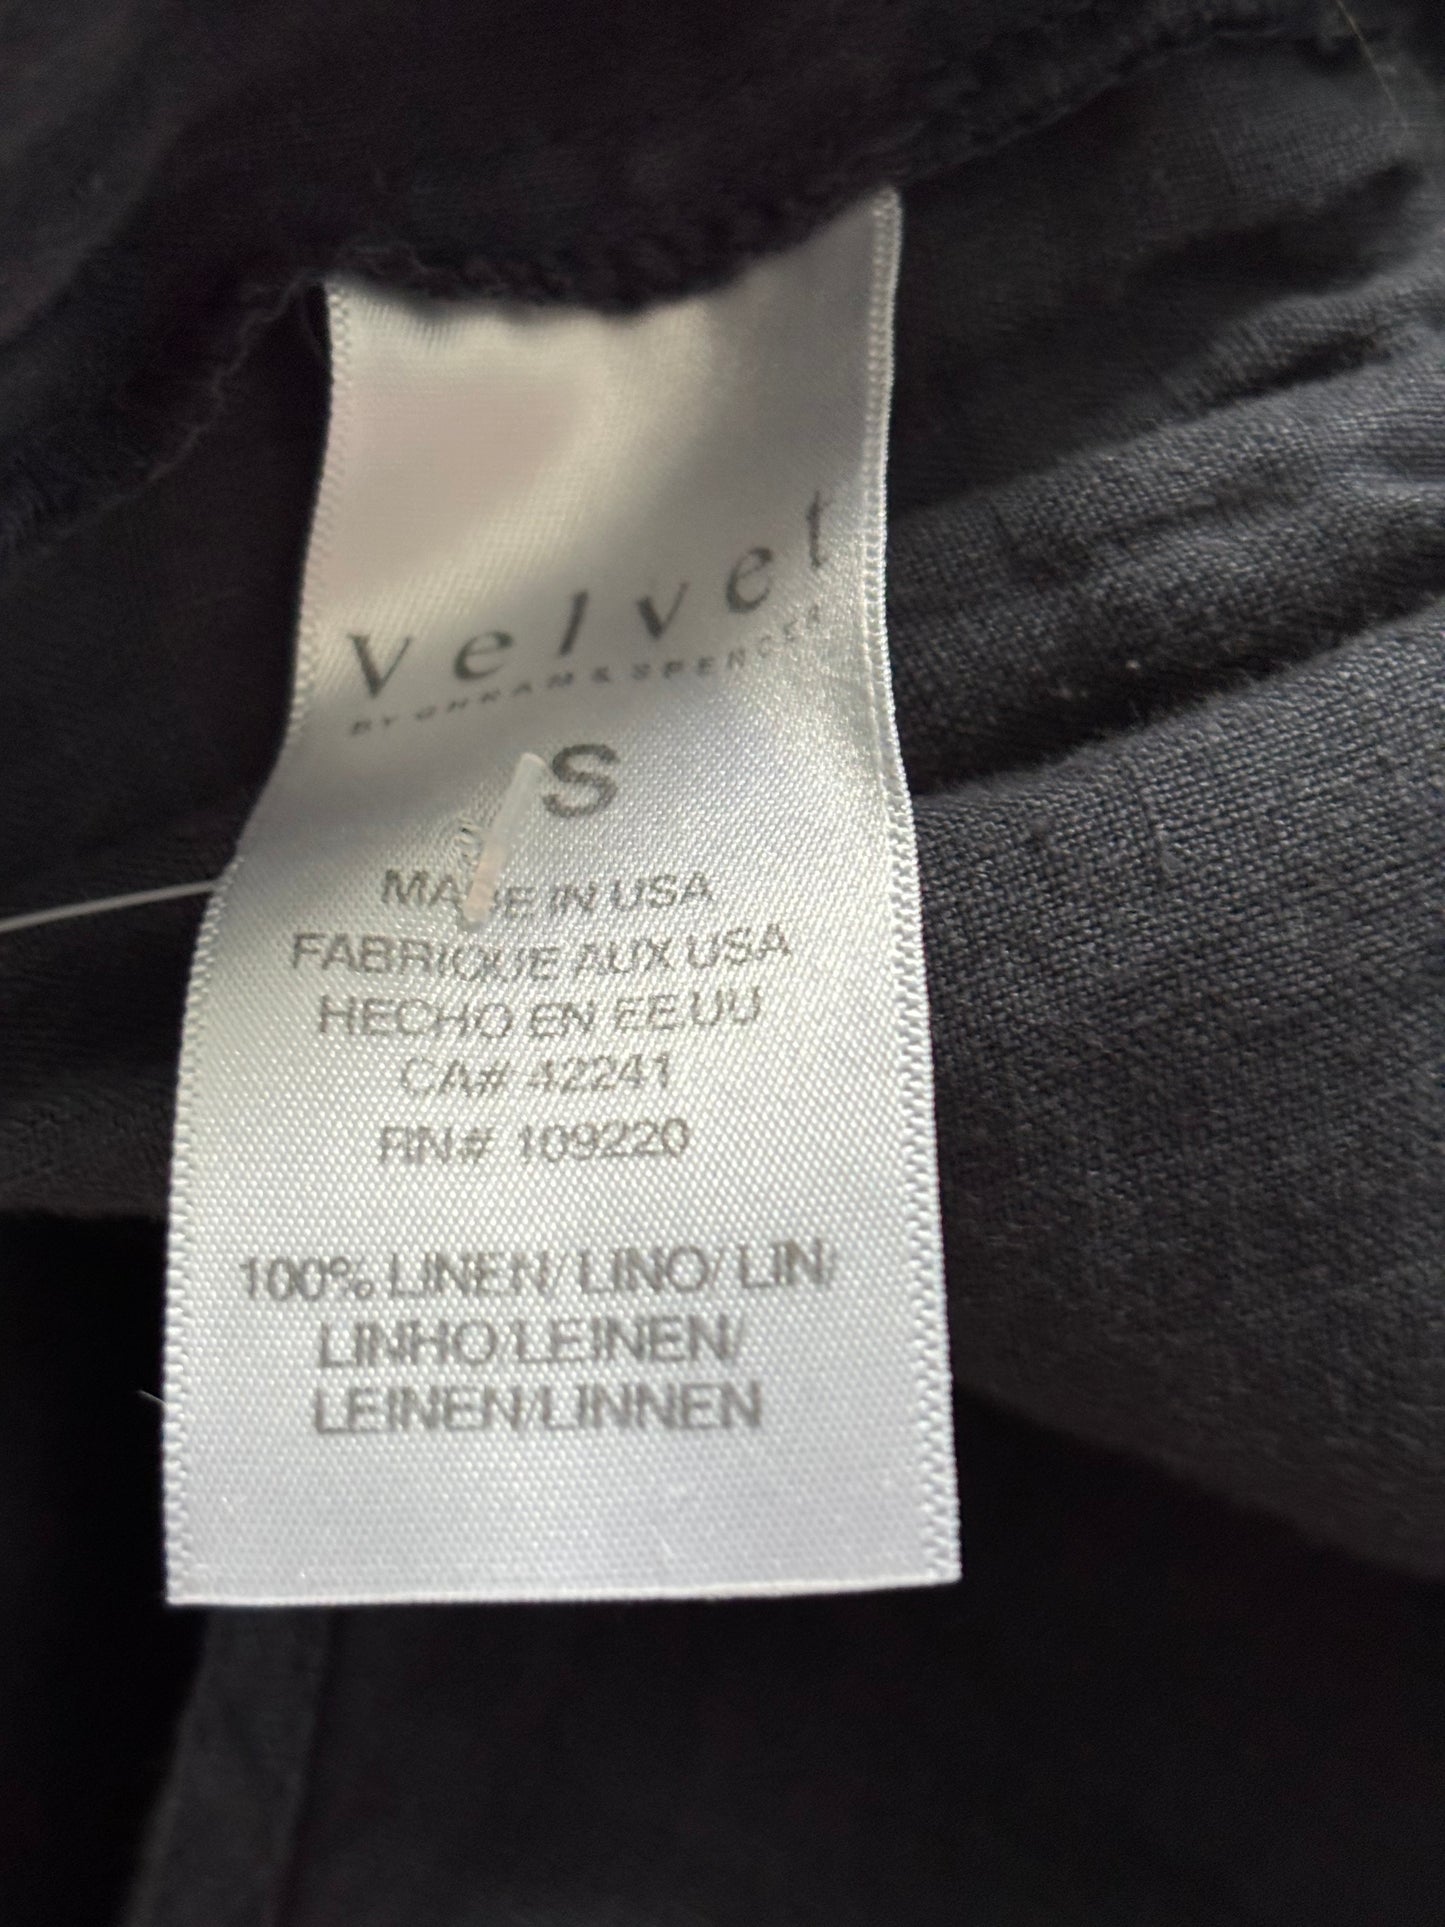 velvet
BY GRAHAM & SPENCER
S
MADE IN USA
FABRIQUE AUX USA
HECHO EN EE.UU
CA# 42241
RN# 109220
100% LINEN/ LINO/ LIN/
LINHO/LEINEN/
LEINEN/LINNEN